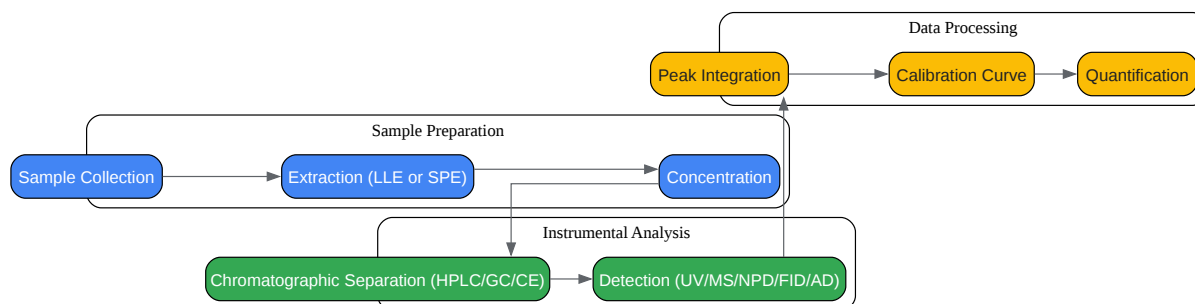 Data Processing
Peak Integration
Calibration Curve
Quantification
Sample Preparation
Sample Collection
Extraction (LLE or SPE)
Concentration
Instrumental Analysis
Chromatographic Separation (HPLC/GC/CE)
Detection (UV/MS/NPD/FID/AD)